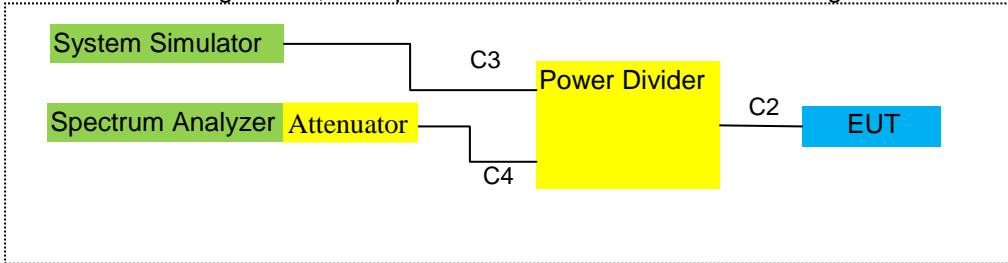 System Simulator
C3
Power Divider
C2
EUT
Spectrum Analyzer Attenuator
C4